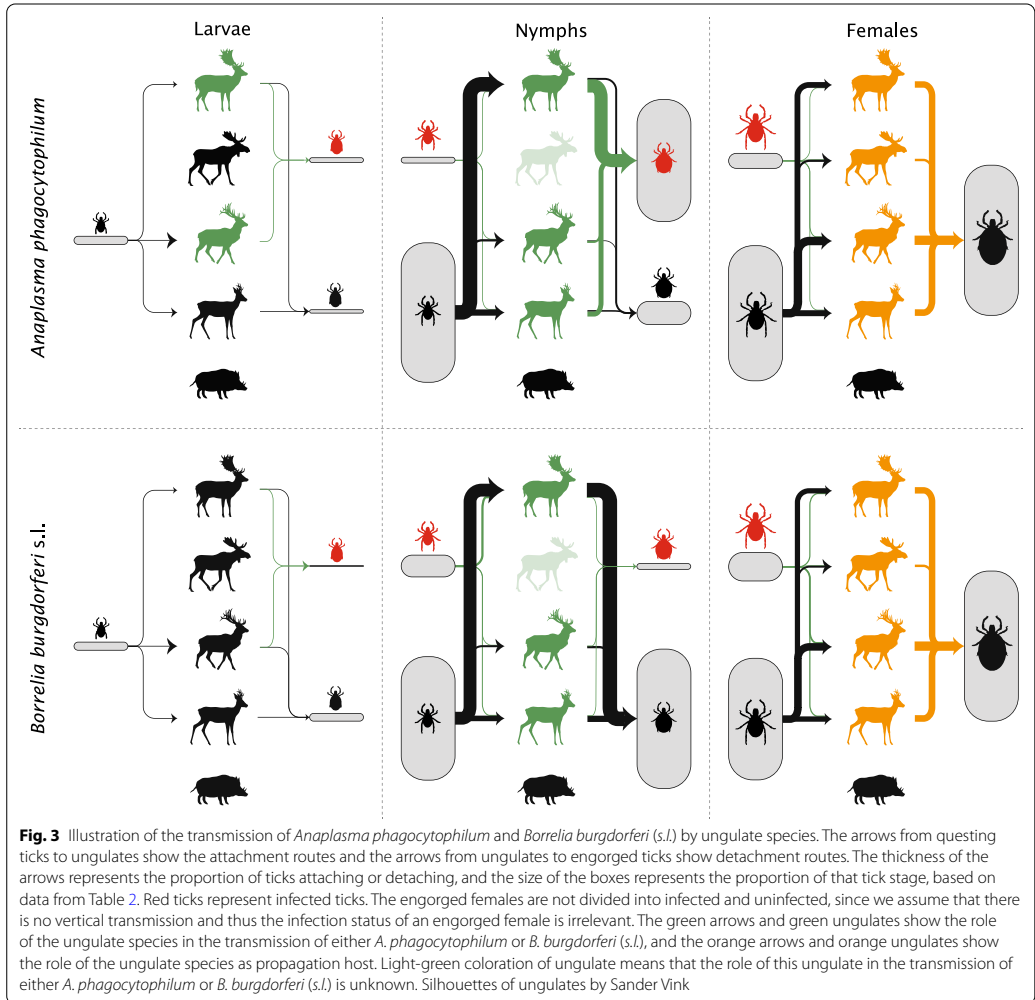 Larvae
Nymphs
Females
Anaplasma phagocytophilum
Borrelia burgdorferi s.l.
Fig. 3 Illustration of the transmission of Anaplasma phagocytophilum and Borrelia burgdorferi (s.l.) by ungulate species. The arrows from questing
ticks to ungulates show the attachment routes and the arrows from ungulates to engorged ticks show detachment routes. The thickness of the
arrows represents the proportion of ticks attaching or detaching, and the size of the boxes represents the proportion of that tick stage, based on
data from Table 2. Red ticks represent infected ticks. The engorged females are not divided into infected and uninfected, since we assume that there
is no vertical transmission and thus the infection status of an engorged female is irrelevant. The green arrows and green ungulates show the role
of the ungulate species in the transmission of either A. phagocytophilum or B. burgdorferi (s.l.), and the orange arrows and orange ungulates show
the role of the ungulate species as propagation host. Light-green coloration of ungulate means that the role of this ungulate in the transmission of
either A. phagocytophilum or B. burgdorferi (s.l.) is unknown. Silhouettes of ungulates by Sander Vink